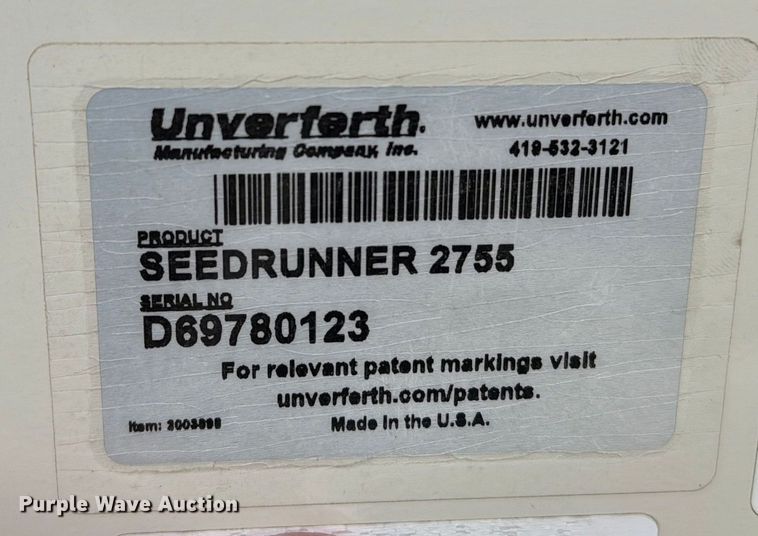 Unverferth.
Manufacturing Company, Inc.
www.unverferth.com
419-532-3121
PRODUCT
SEEDRUNNER 2755
SERIAL NO
D69780123
For relevant patent markings visit
unverferth.com/patents.
Item:
Made in the U.S.A.
Purple Wave Auction